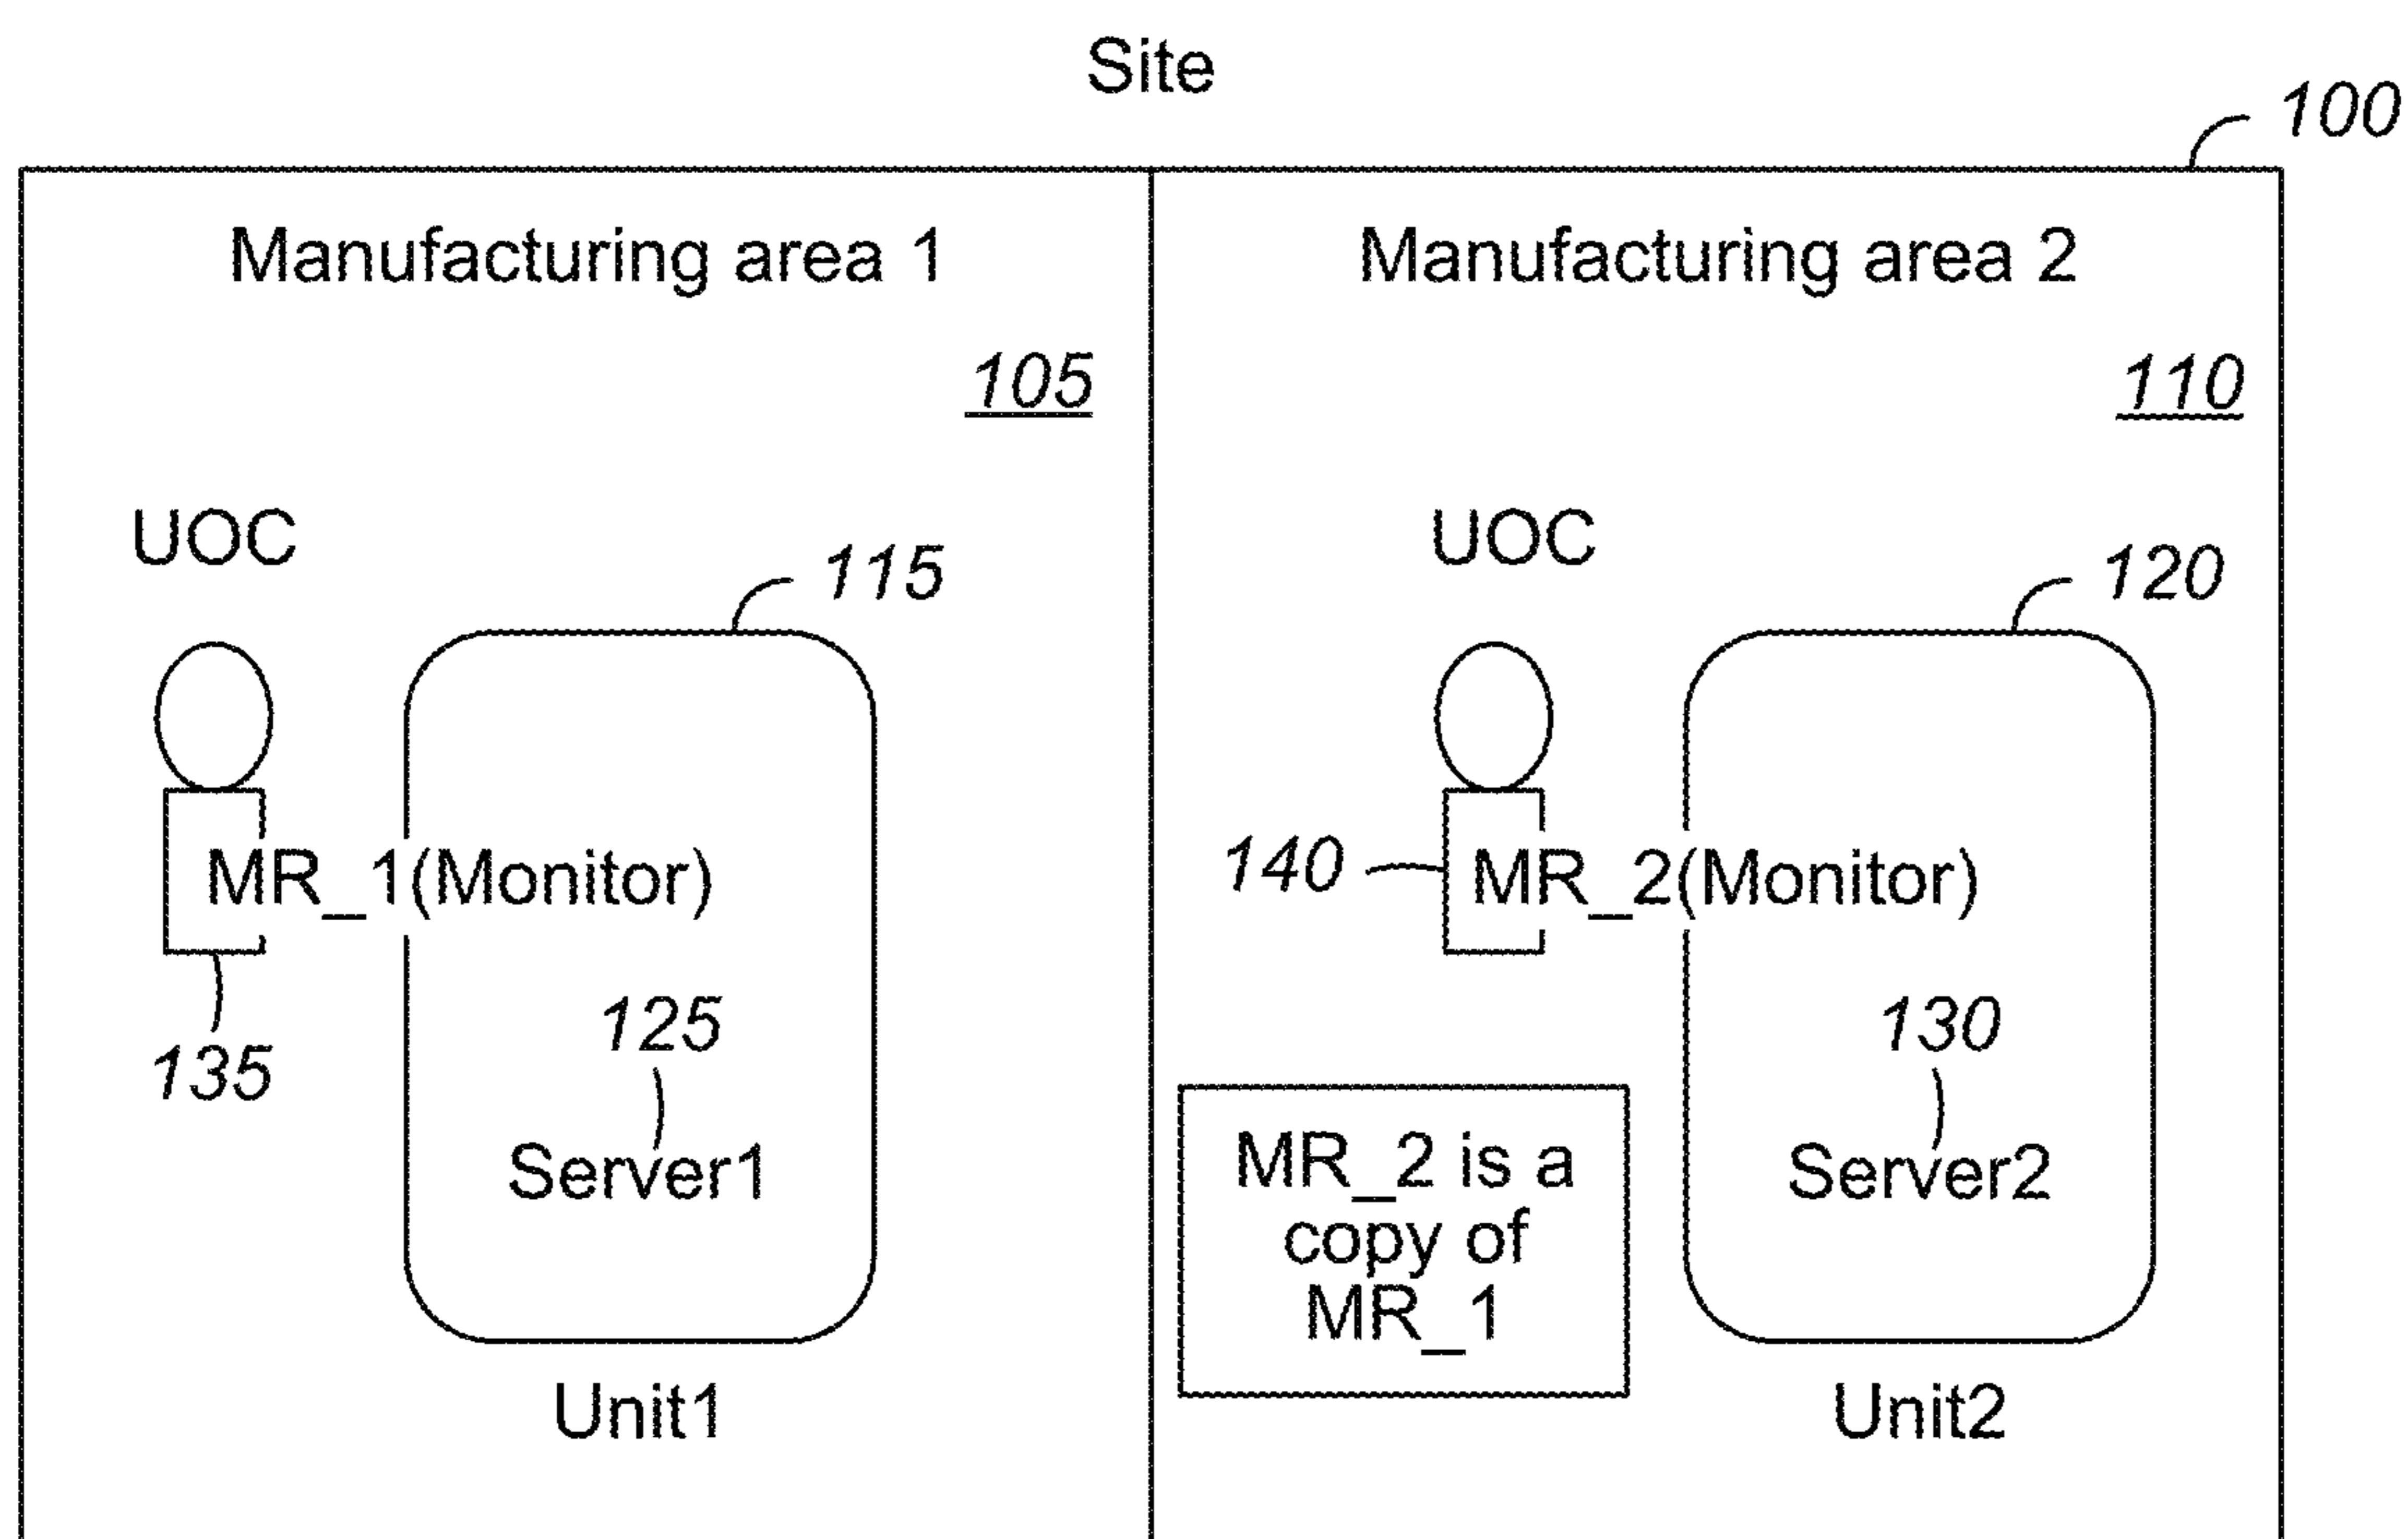 Site
100
Manufacturing area 1
105
UOC
115
MR_1(Monitor)
135
125
Server1
Unit1
Manufacturing area 2
110
UOC
120
140
MR_2(Monitor)
130
Server2
MR_2 is a
copy of
MR_1
Unit2